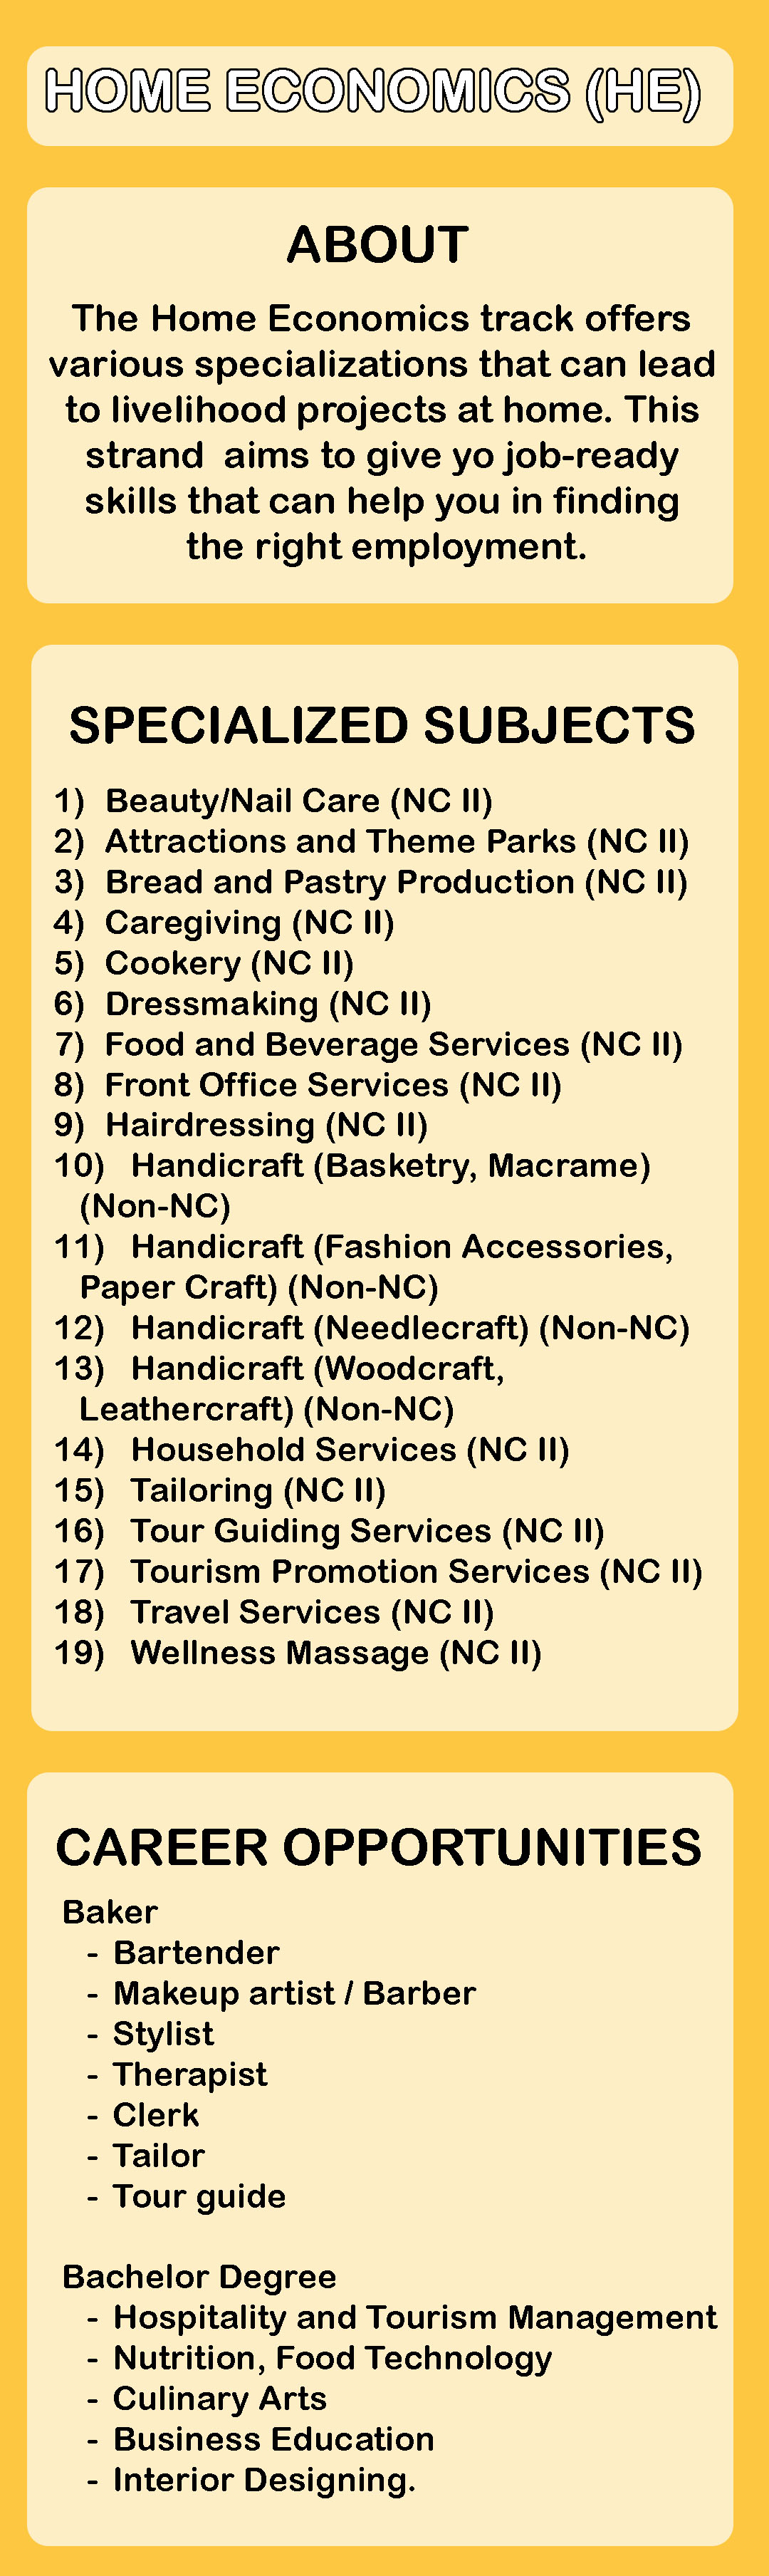 HOME ECONOMICS (HE)
ABOUT
The Home Economics track offers
various specializations that can lead
to livelihood projects at home. This
strand aims to give yo job-ready
skills that can help you in finding
the right employment.
SPECIALIZED SUBJECTS
1) Beauty/Nail Care (NC II)
2) Attractions and Theme Parks (NC II)
3) Bread and Pastry Production (NC II)
4) Caregiving (NC II)
5) Cookery (NC II)
6) Dressmaking (NC II)
7) Food and Beverage Services (NC II)
8) Front Office Services (NC II)
9) Hairdressing (NC II)
10) Handicraft (Basketry, Macrame)
(Non-NC)
11) Handicraft (Fashion Accessories,
Paper Craft) (Non-NC)
12) Handicraft (Needlecraft) (Non-NC)
13) Handicraft (Woodcraft,
Leathercraft) (Non-NC)
14) Household Services (NC II)
15) Tailoring (NC II)
16) Tour Guiding Services (NC II)
17) Tourism Promotion Services (NC II)
18) Travel Services (NC II)
19) Wellness Massage (NC II)
CAREER OPPORTUNITIES
Baker
- Bartender
- Makeup artist / Barber
- Stylist
- Therapist
- Clerk
- Tailor
- Tour guide
Bachelor Degree
- Hospitality and Tourism Management
- Nutrition, Food Technology
- Culinary Arts
- Business Education
- Interior Designing.